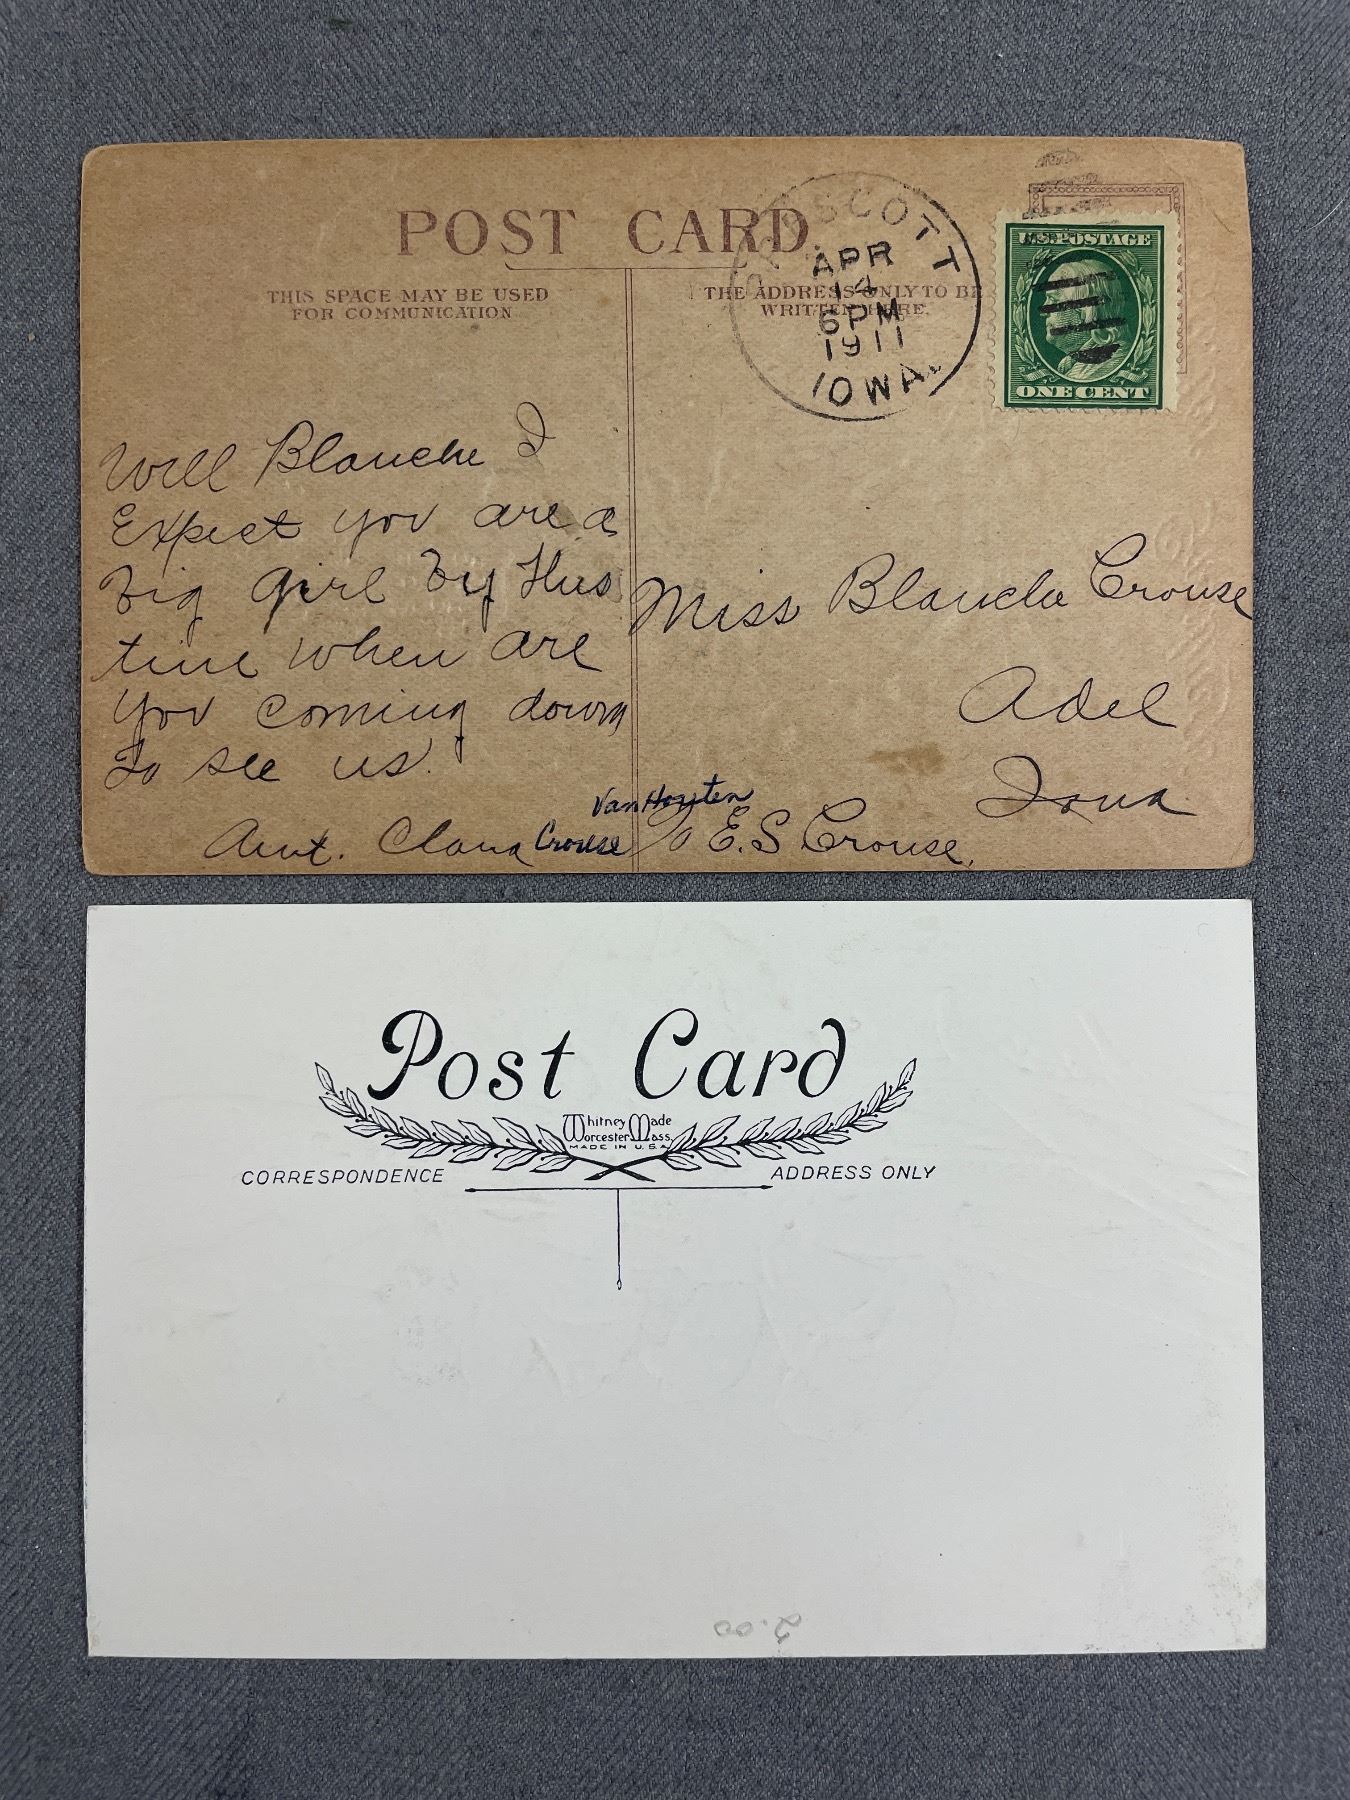 POST CARD
THIS SPACE MAY BE USED
FOR COMMUNICATION
THE ADDRESS ONLY TO BE
WRITTEN HERE.
PRESCOTT
APR
14
6PM
1911
IOWA.
U.S. POSTAGE
ONE CENT
Will Blanche I
Expect you are a
big girl by this
time when are
you coming down
to see us.
Aunt. Clara Crouse
VanHouten
Miss Blanche Crouse
Adel
Iowa
c/o E.S Crouse.
Post Card
Whitney Made
Worcester Mass.
MADE IN U.S.A.
CORRESPONDENCE
ADDRESS ONLY
2.00